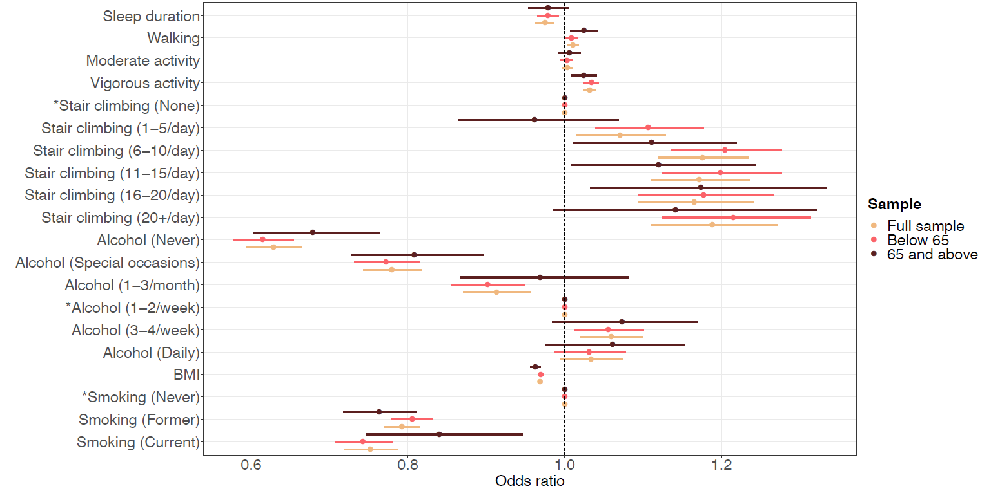 Sleep duration
Walking
Moderate activity
Vigorous activity
*Stair climbing (None)
Stair climbing (1−5/day)
Stair climbing (6−10/day)
Stair climbing (11−15/day)
Stair climbing (16−20/day)
Stair climbing (20+/day)
Alcohol (Never)
Alcohol (Special occasions)
Alcohol (1−3/month)
*Alcohol (1−2/week)
Alcohol (3−4/week)
Alcohol (Daily)
BMI
*Smoking (Never)
Smoking (Former)
Smoking (Current)
0.6 0.8 1.0 1.2
Odds ratio
Sample
Full sample
Below 65
65 and above